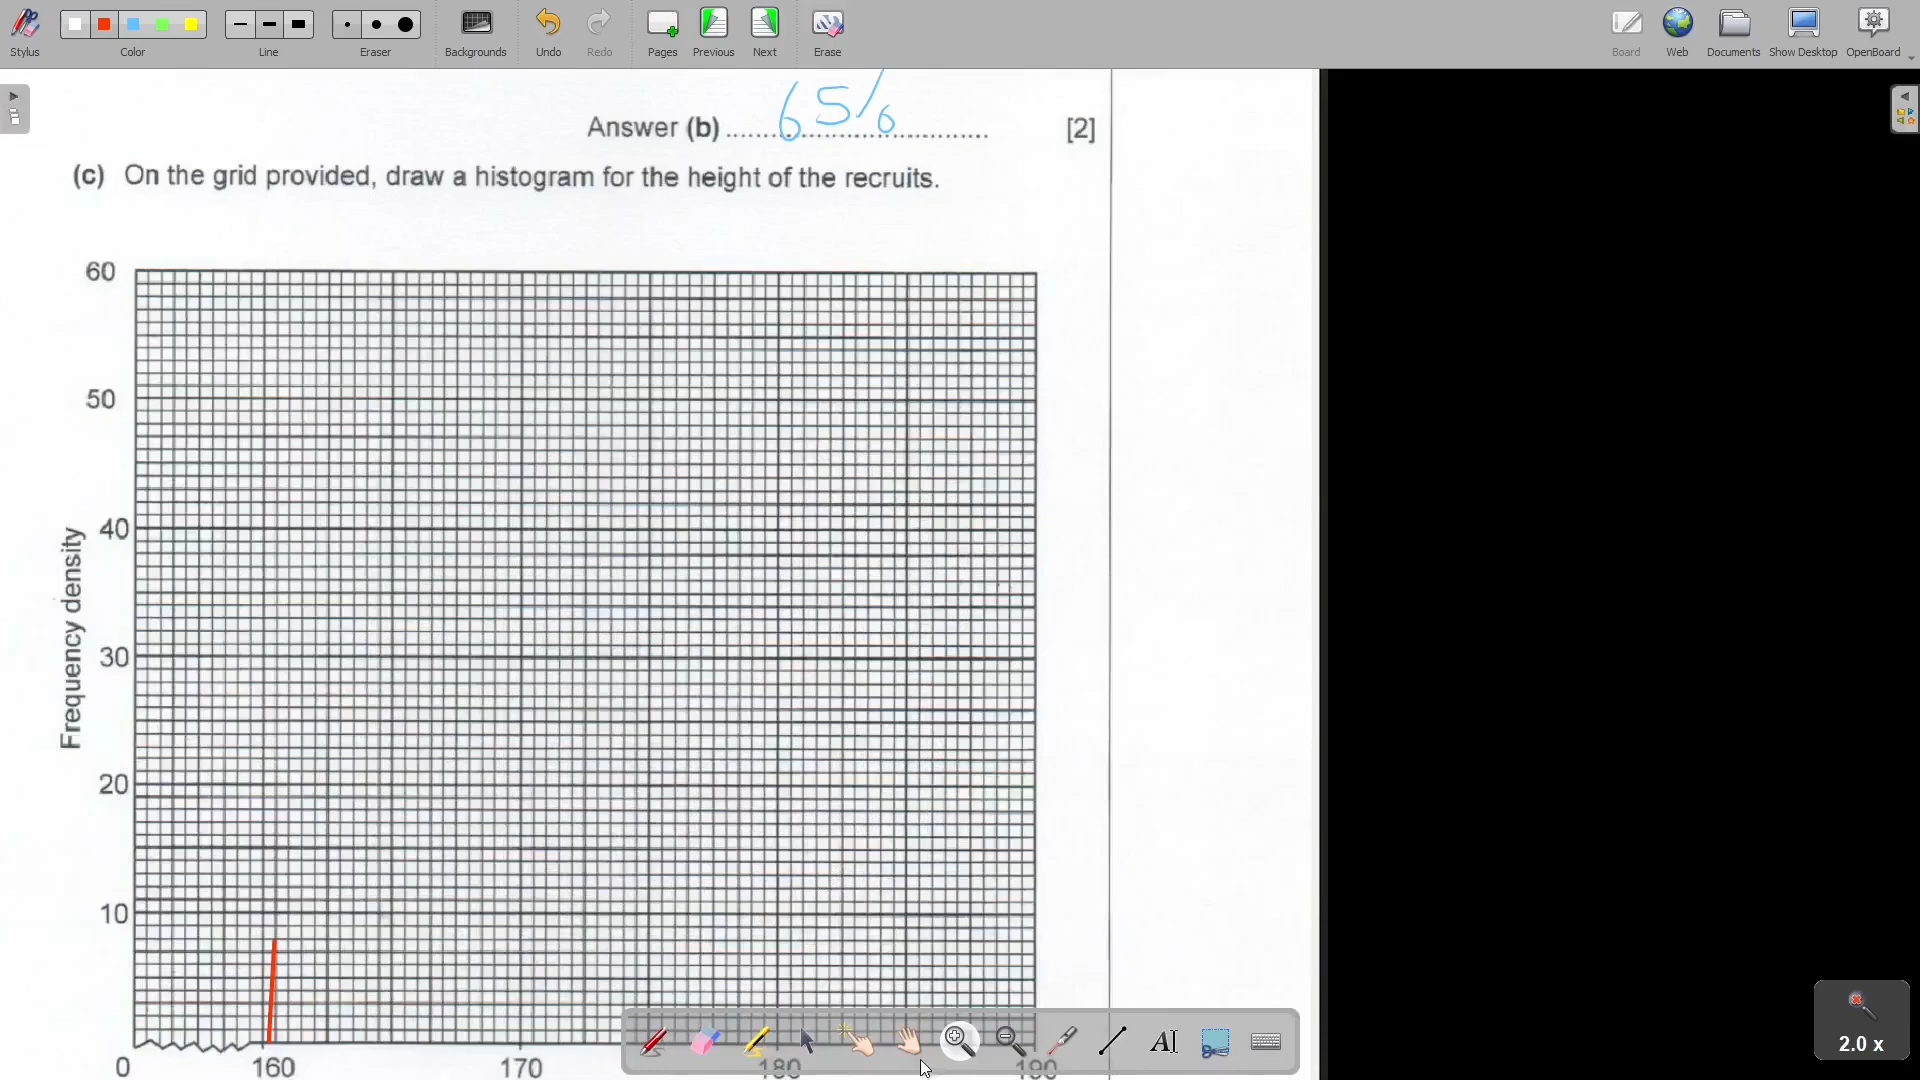 Stylus Color Line Eraser Backgrounds Undo Redo Pages Previous Next Erase Board Web Documents Show Desktop OpenBoard
65%
Answer (b) ........................................ [2]
(c) On the grid provided, draw a histogram for the height of the recruits.
60
50
40
Frequency density
30
20
10
0 160 170 180 190
2.0 x